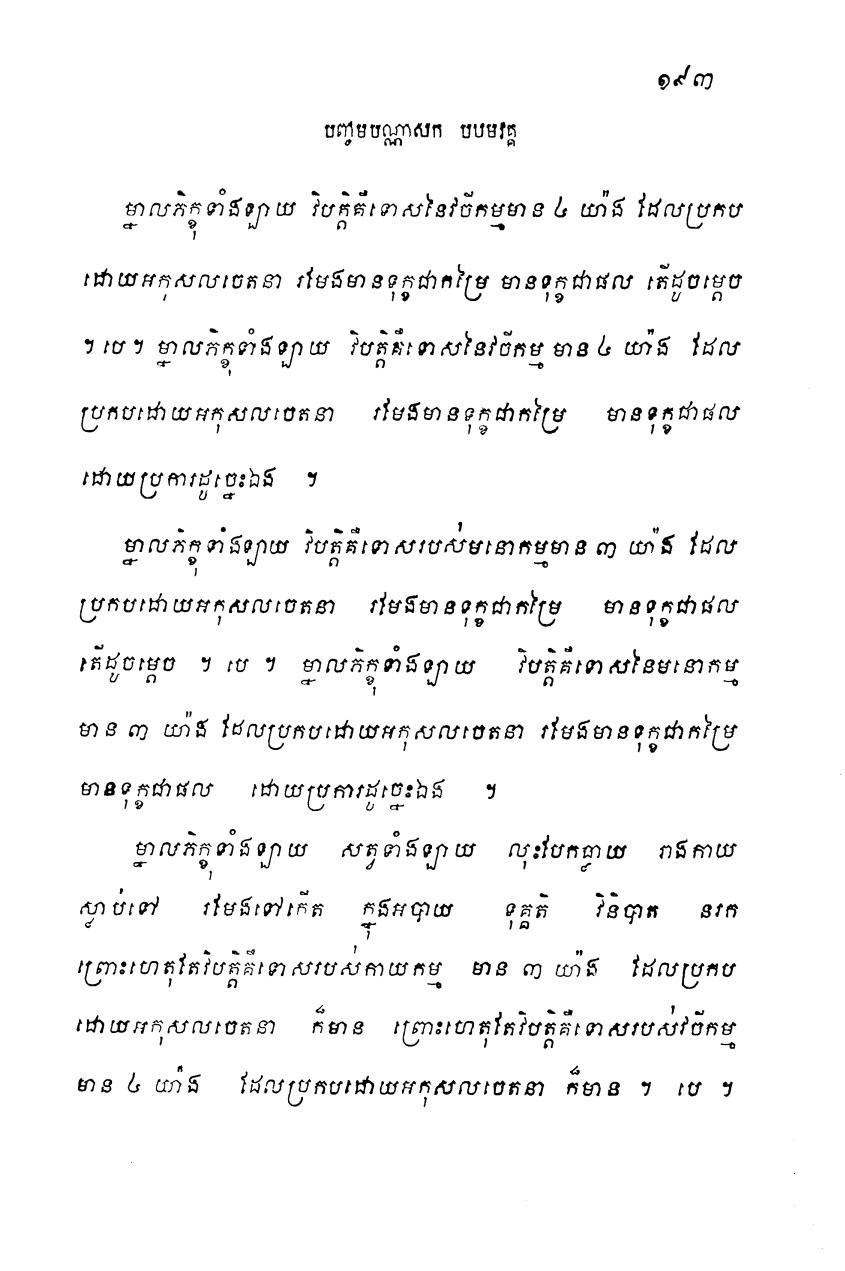 ១៩៣
បញ្ចមបណ្ណាសក បឋមវគ្គ
ម្នាលភិក្ខុទាំងឡាយ វិបត្តិគឺទោសនៃវចីកម្មមាន ៤ យ៉ាង ដែលប្រកប
ដោយអកុសលចេតនា រមែងមានទុក្ខជាកម្រៃ មានទុក្ខជាផល តើដូចម្តេច
។ បេ ។ ម្នាលភិក្ខុទាំងឡាយ វិបត្តិគឺទោសនៃវចីកម្ម មាន ៤ យ៉ាង ដែល
ប្រកបដោយអកុសលចេតនា រមែងមានទុក្ខជាកម្រៃ មានទុក្ខជាផល
ដោយប្រការដូច្នេះឯង ។
ម្នាលភិក្ខុទាំងឡាយ វិបត្តិគឺទោសរបស់មនោកម្មមាន ៣ យ៉ាង ដែល
ប្រកបដោយអកុសលចេតនា រមែងមានទុក្ខជាកម្រៃ មានទុក្ខជាផល
តើដូចម្តេច ។ បេ ។ ម្នាលភិក្ខុទាំងឡាយ វិបត្តិគឺទោសនៃមនោកម្ម
មាន ៣ យ៉ាង ដែលប្រកបដោយអកុសលចេតនា រមែងមានទុក្ខជាកម្រៃ
មានទុក្ខជាផល ដោយប្រការដូច្នេះឯង ។
ម្នាលភិក្ខុទាំងឡាយ សត្វទាំងឡាយ លុះបែកធ្លាយ រាងកាយ
ស្លាប់ទៅ រមែងទៅកើត ក្នុងអបាយ ទុគ្គតិ វិនិបាត នរក
ព្រោះហេតុតែវិបត្តិគឺទោសរបស់កាយកម្ម មាន ៣ យ៉ាង ដែលប្រកប
ដោយអកុសលចេតនា ក៏មាន ព្រោះហេតុតែវិបត្តិគឺទោសរបស់វចីកម្ម
មាន ៤ យ៉ាង ដែលប្រកបដោយអកុសលចេតនា ក៏មាន ។ បេ ។